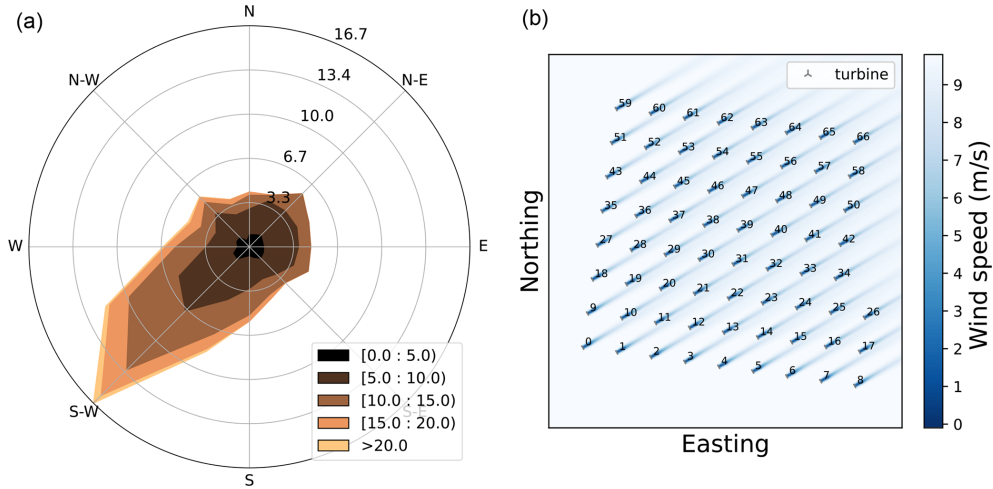 (a)
N
16.7
N-W
13.4
N-E
10.0
6.7
3.3
W
E
S-W
S-E
S
[0.0 : 5.0)
[5.0 : 10.0)
[10.0 : 15.0)
[15.0 : 20.0)
>20.0
(b)
turbine
59 60 61 62 63 64 65 66
51 52 53 54 55 56 57 58
43 44 45 46 47 48 49 50
35 36 37 38 39 40 41 42
27 28 29 30 31 32 33 34
18 19 20 21 22 23 24 25 26
9 10 11 12 13 14 15 16 17
0 1 2 3 4 5 6 7 8
Northing
Easting
9
8
7
6
5
4
3
2
1
0
Wind speed (m/s)